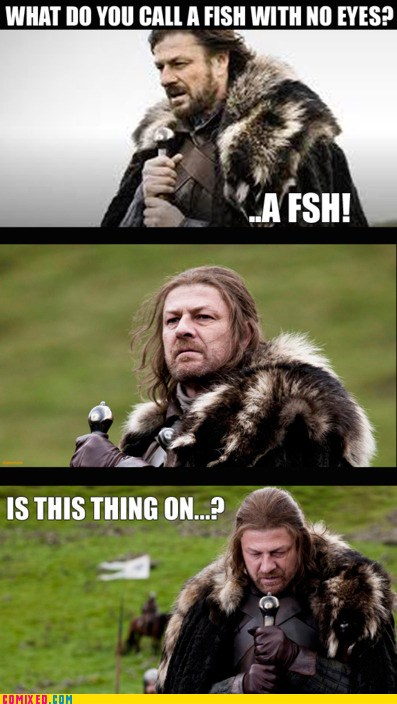 WHAT DO YOU CALL A FISH WITH NO EYES?
..A FSH!
IS THIS THING ON...?
COMIXED.COM